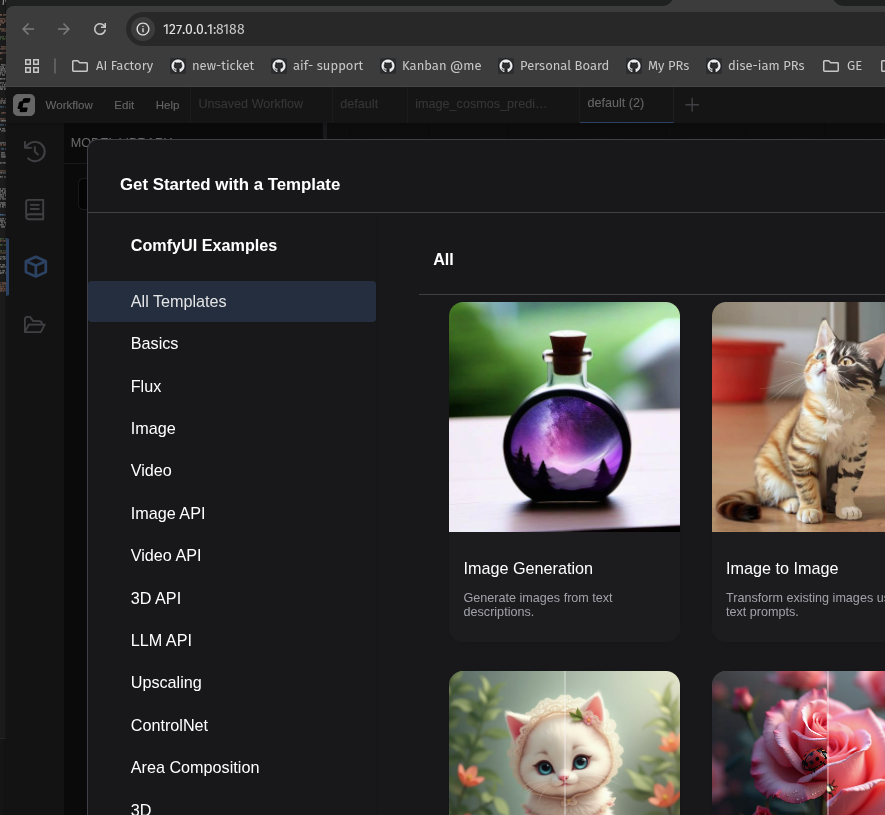 127.0.0.1:8188
AI Factory
new-ticket
aif- support
Kanban @me
Personal Board
My PRs
dise-iam PRs
GE
Workflow
Edit
Help
Unsaved Workflow
default
image_cosmos_predi...
default (2)
Get Started with a Template
ComfyUI Examples
All Templates
Basics
Flux
Image
Video
Image API
Video API
3D API
LLM API
Upscaling
ControlNet
Area Composition
3D
All
Image Generation
Generate images from text
descriptions.
Image to Image
Transform existing images us
text prompts.